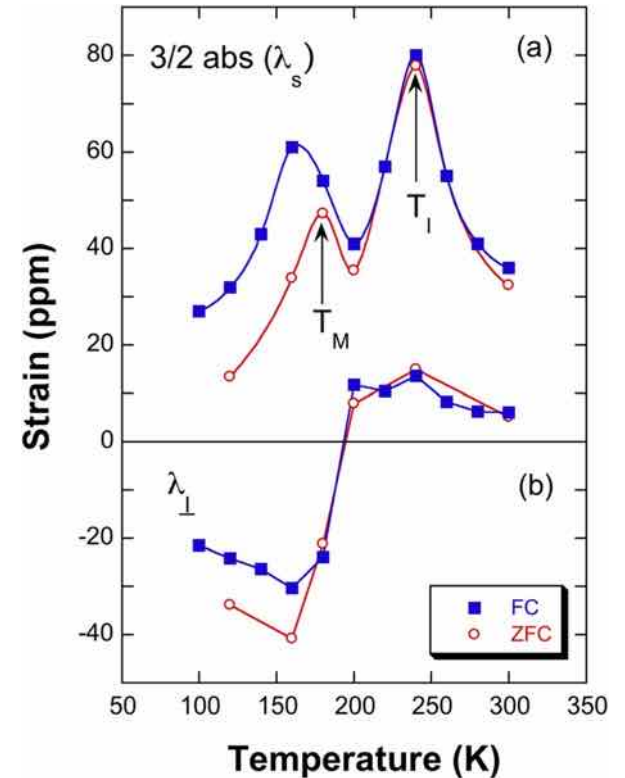 3/2 abs (λs)
(a)
80
60
40
20
0
-20
-40
TI
TM
λ⊥
(b)
FC
ZFC
50 100 150 200 250 300 350
Strain (ppm)
Temperature (K)